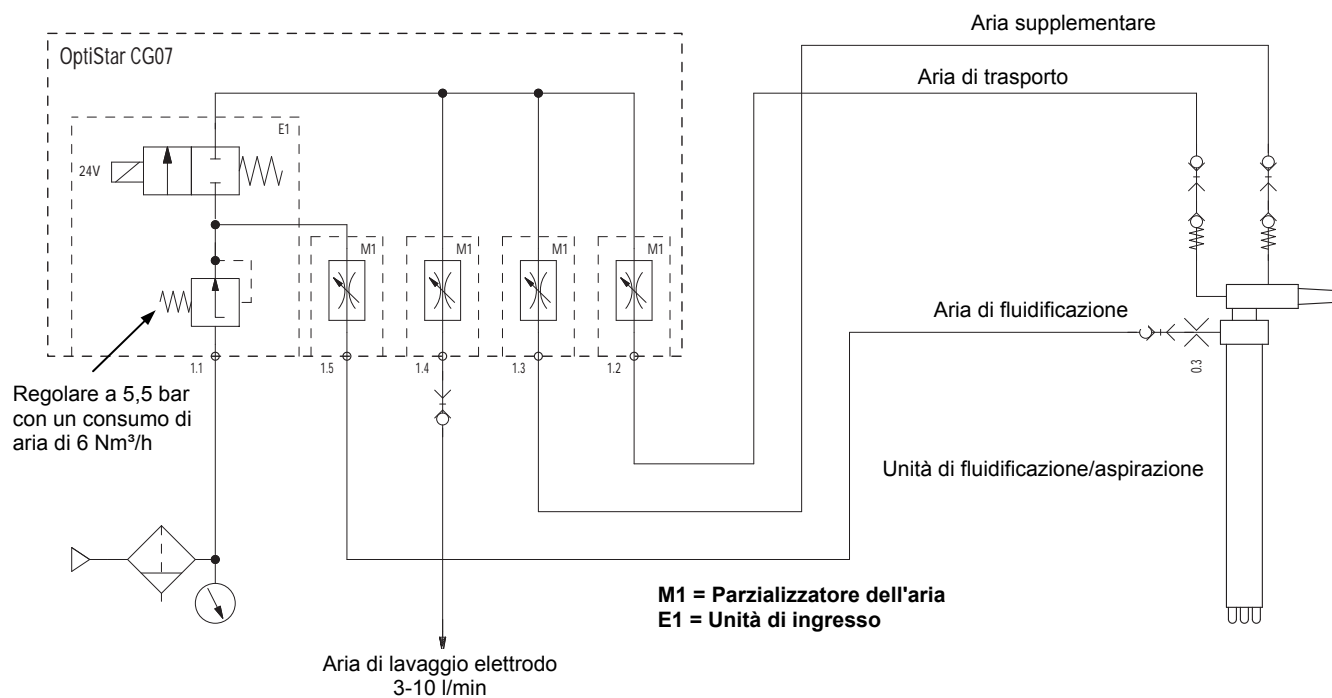 Aria supplementare
OptiStar CG07
Aria di trasporto
E1
24V
M1
M1
M1
M1
Aria di fluidificazione
1.1
1.5
1.4
1.3
1.2
0.3
Regolare a 5,5 bar
con un consumo di
aria di 6 Nm³/h
Unità di fluidificazione/aspirazione
M1 = Parzializzatore dell'aria
E1 = Unità di ingresso
Aria di lavaggio elettrodo
3-10 l/min